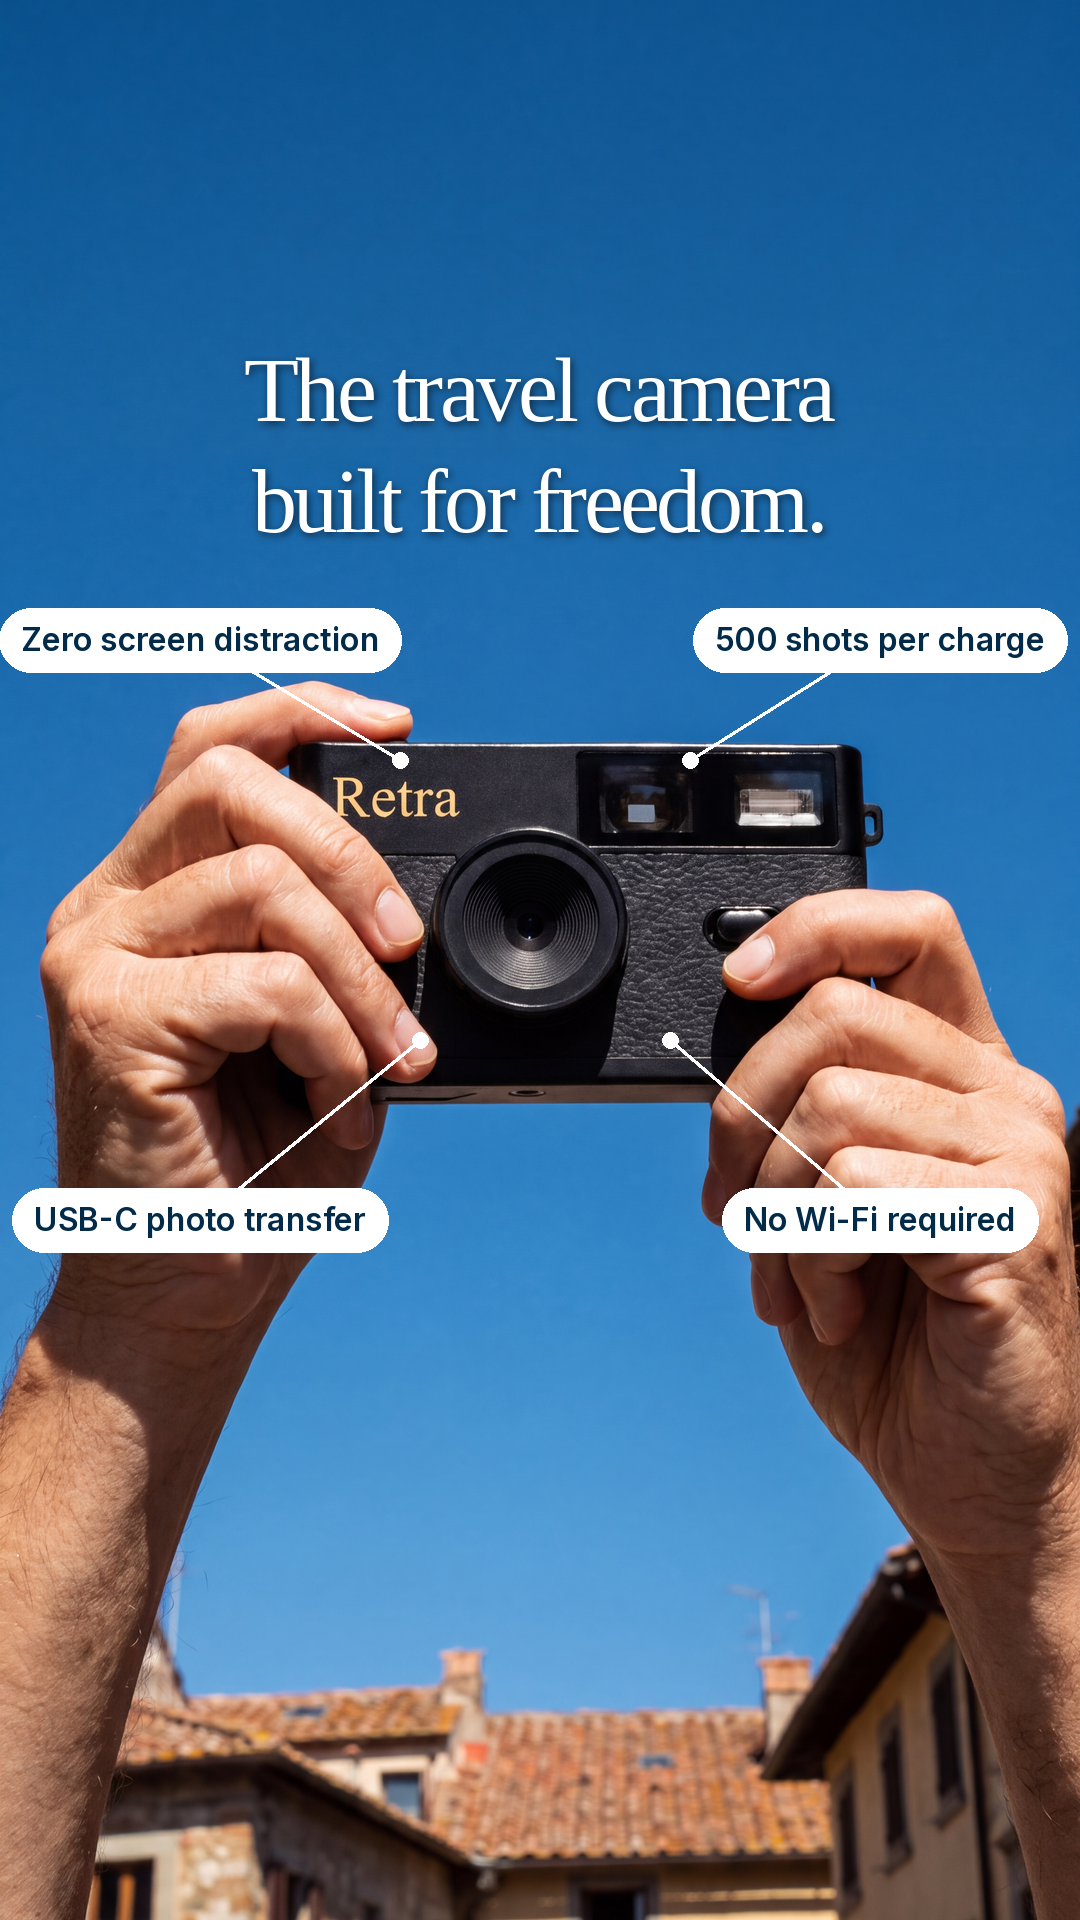 The travel camera
built for freedom.
Zero screen distraction
500 shots per charge
Retra
USB-C photo transfer
No Wi-Fi required